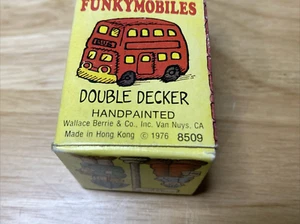 FUNKYMOBILES
DOUBLE DECKER
HANDPAINTED
Wallace Berrie & Co., Inc. Van Nuys, CA
Made in Hong Kong © 1976 8509